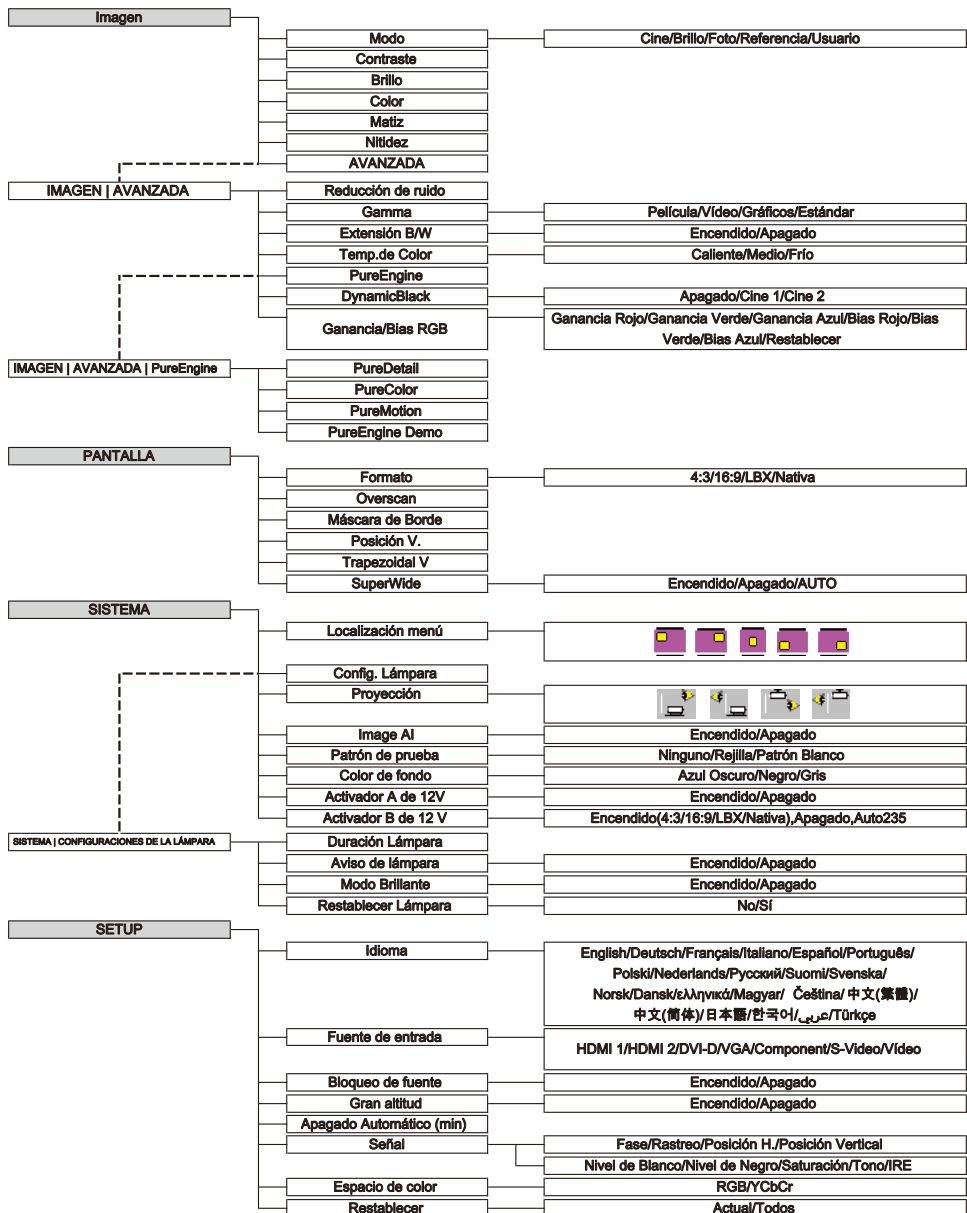 Imagen
Modo
Cine/Brillo/Foto/Referencia/Usuario
Contraste
Brillo
Color
Matiz
Nitidez
AVANZADA
IMAGEN | AVANZADA
Reducción de ruido
Gamma
Película/Vídeo/Gráficos/Estándar
Extensión B/W
Encendido/Apagado
Temp.de Color
Caliente/Medio/Frío
PureEngine
DynamicBlack
Apagado/Cine 1/Cine 2
Ganancia/Bias RGB
Ganancia Rojo/Ganancia Verde/Ganancia Azul/Bias Rojo/Bias
Verde/Bias Azul/Restablecer
IMAGEN | AVANZADA | PureEngine
PureDetail
PureColor
PureMotion
PureEngine Demo
PANTALLA
Formato
4:3/16:9/LBX/Nativa
Overscan
Máscara de Borde
Posición V.
Trapezoidal V
SuperWide
Encendido/Apagado/AUTO
SISTEMA
Localización menú
Config. Lámpara
Proyección
Image AI
Encendido/Apagado
Patrón de prueba
Ninguno/Rejilla/Patrón Blanco
Color de fondo
Azul Oscuro/Negro/Gris
Activador A de 12V
Encendido/Apagado
Activador B de 12 V
Encendido(4:3/16:9/LBX/Nativa),Apagado,Auto235
SISTEMA | CONFIGURACIONES DE LA LÁMPARA
Duración Lámpara
Aviso de lámpara
Encendido/Apagado
Modo Brillante
Encendido/Apagado
Restablecer Lámpara
No/Sí
SETUP
Idioma
English/Deutsch/Français/Italiano/Español/Português/
Polski/Nederlands/Русский/Suomi/Svenska/
Norsk/Dansk/ελληνικά/Magyar/ Čeština/ 中文(繁體)/
中文(简体)/日本語/한국어/عربي/Türkçe
Fuente de entrada
HDMI 1/HDMI 2/DVI-D/VGA/Component/S-Video/Vídeo
Bloqueo de fuente
Encendido/Apagado
Gran altitud
Encendido/Apagado
Apagado Automático (min)
Señal
Fase/Rastreo/Posición H./Posición Vertical
Nivel de Blanco/Nivel de Negro/Saturación/Tono/IRE
Espacio de color
RGB/YCbCr
Restablecer
Actual/Todos